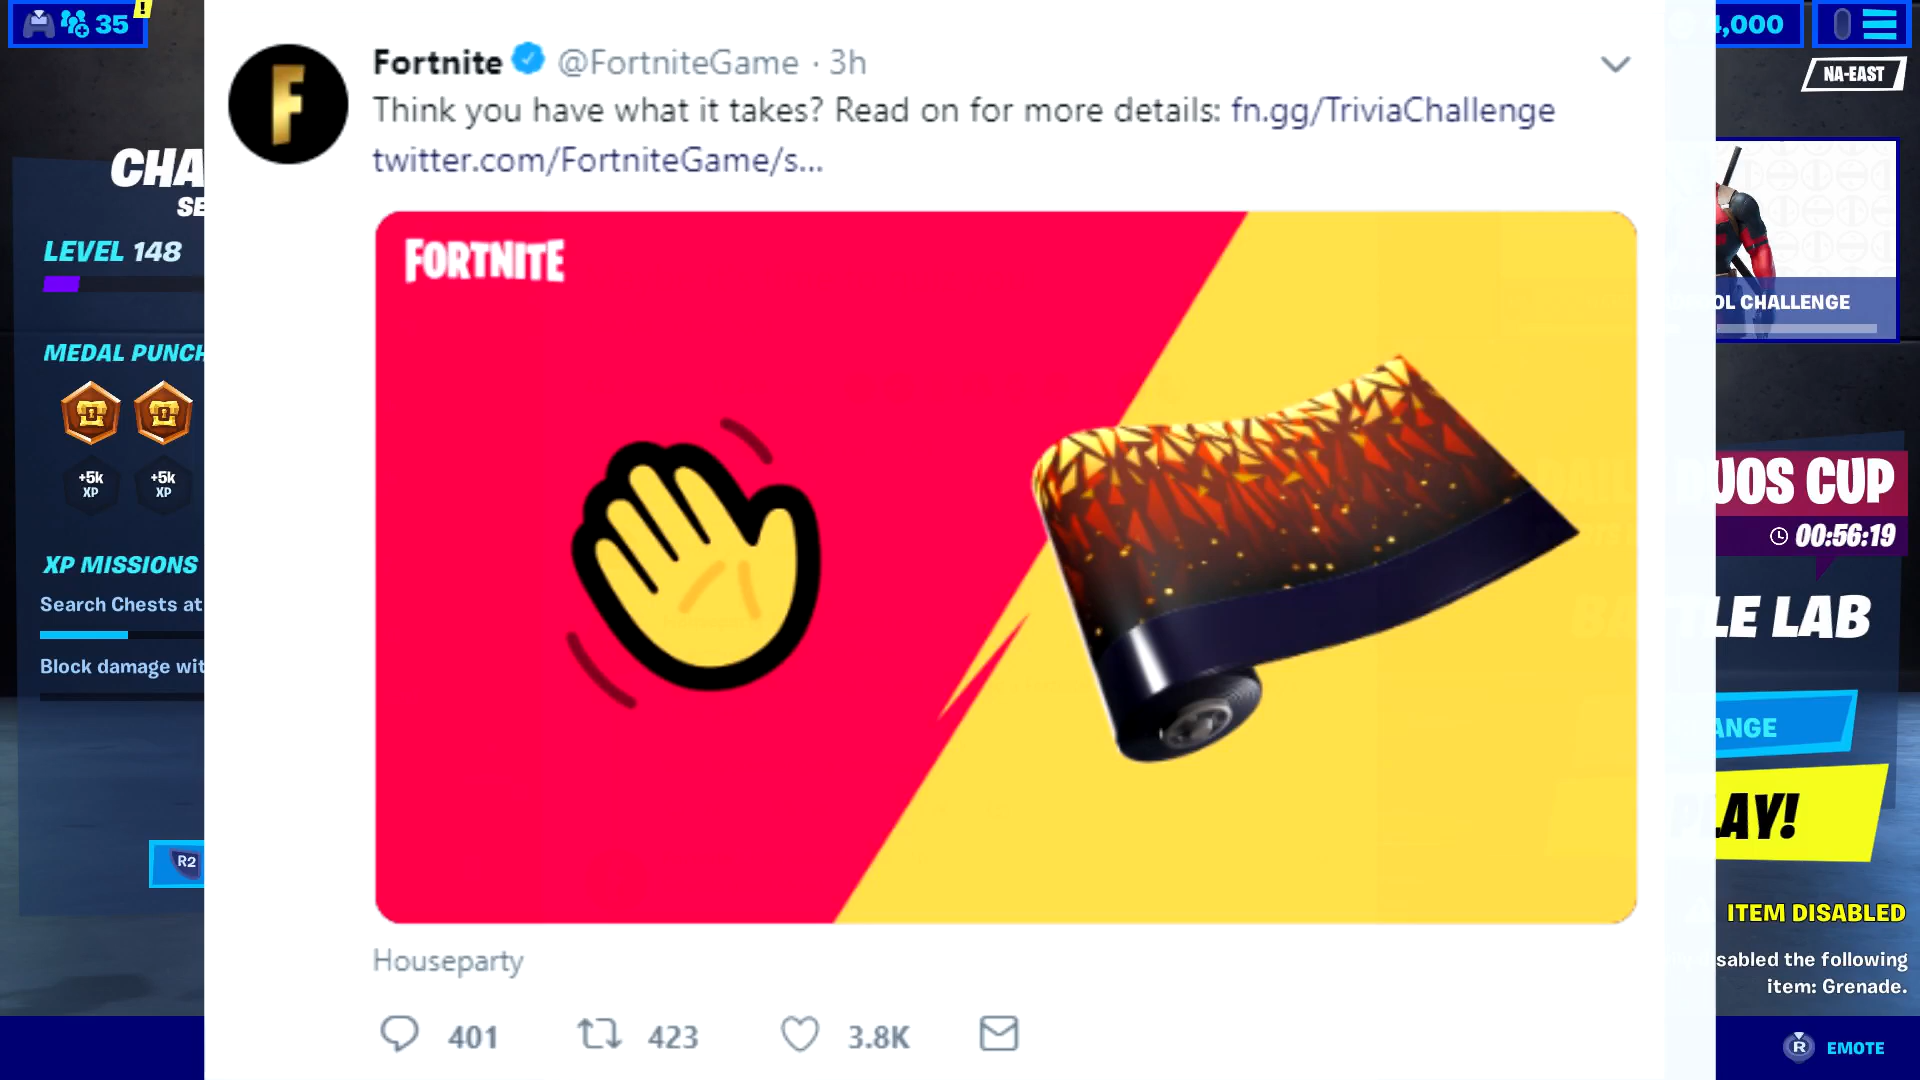 35
!
CHA
SE
LEVEL 148
MEDAL PUNCH
+5k
XP
+5k
XP
XP MISSIONS
Search Chests at
Block damage wit
R2
Fortnite @FortniteGame · 3h
Think you have what it takes? Read on for more details: fn.gg/TriviaChallenge
twitter.com/FortniteGame/s...
FORTNITE
Houseparty
401
423
3.8K
4,000
NA-EAST
OL CHALLENGE
UOS CUP
00:56:19
TLE LAB
ANGE
PLAY!
ITEM DISABLED
sabled the following
item: Grenade.
R EMOTE